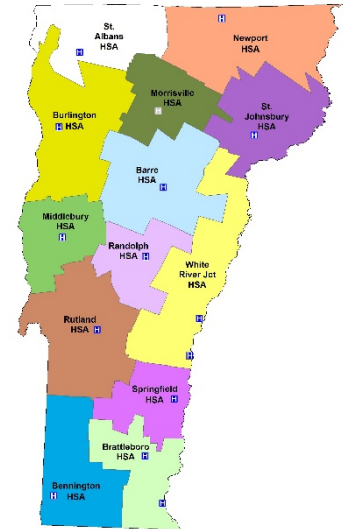 St.
Albans
HSA
H
Newport
HSA
H
Morrisville
HSA
H
St.
Johnsbury
HSA
H
Burlington
HSA
H
Barre
HSA
H
Middlebury
HSA
H
Randolph
HSA
H
White
River Jct
HSA
H
H
Rutland
HSA
H
Springfield
HSA
H
Brattleboro
HSA
H
H
Bennington
HSA
H